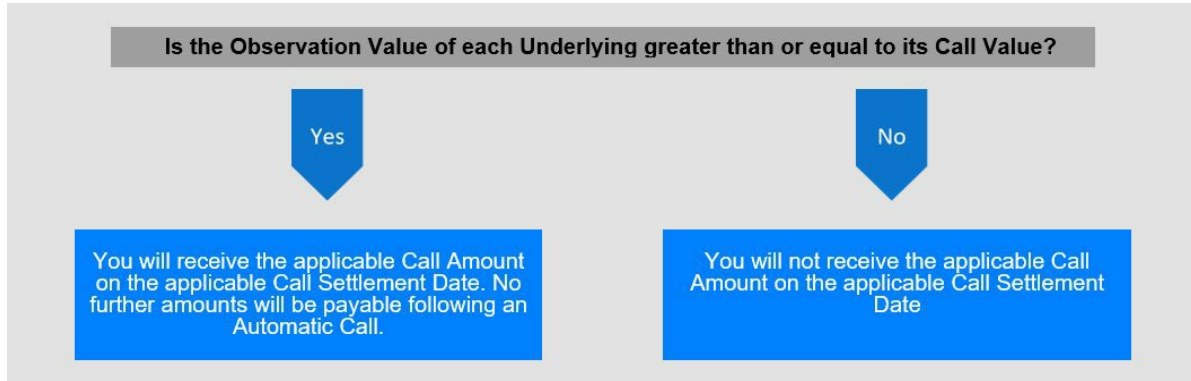 Is the Observation Value of each Underlying greater than or equal to its Call Value?
Yes
No
You will receive the applicable Call Amount
on the applicable Call Settlement Date. No
further amounts will be payable following an
Automatic Call.
You will not receive the applicable Call
Amount on the applicable Call Settlement
Date